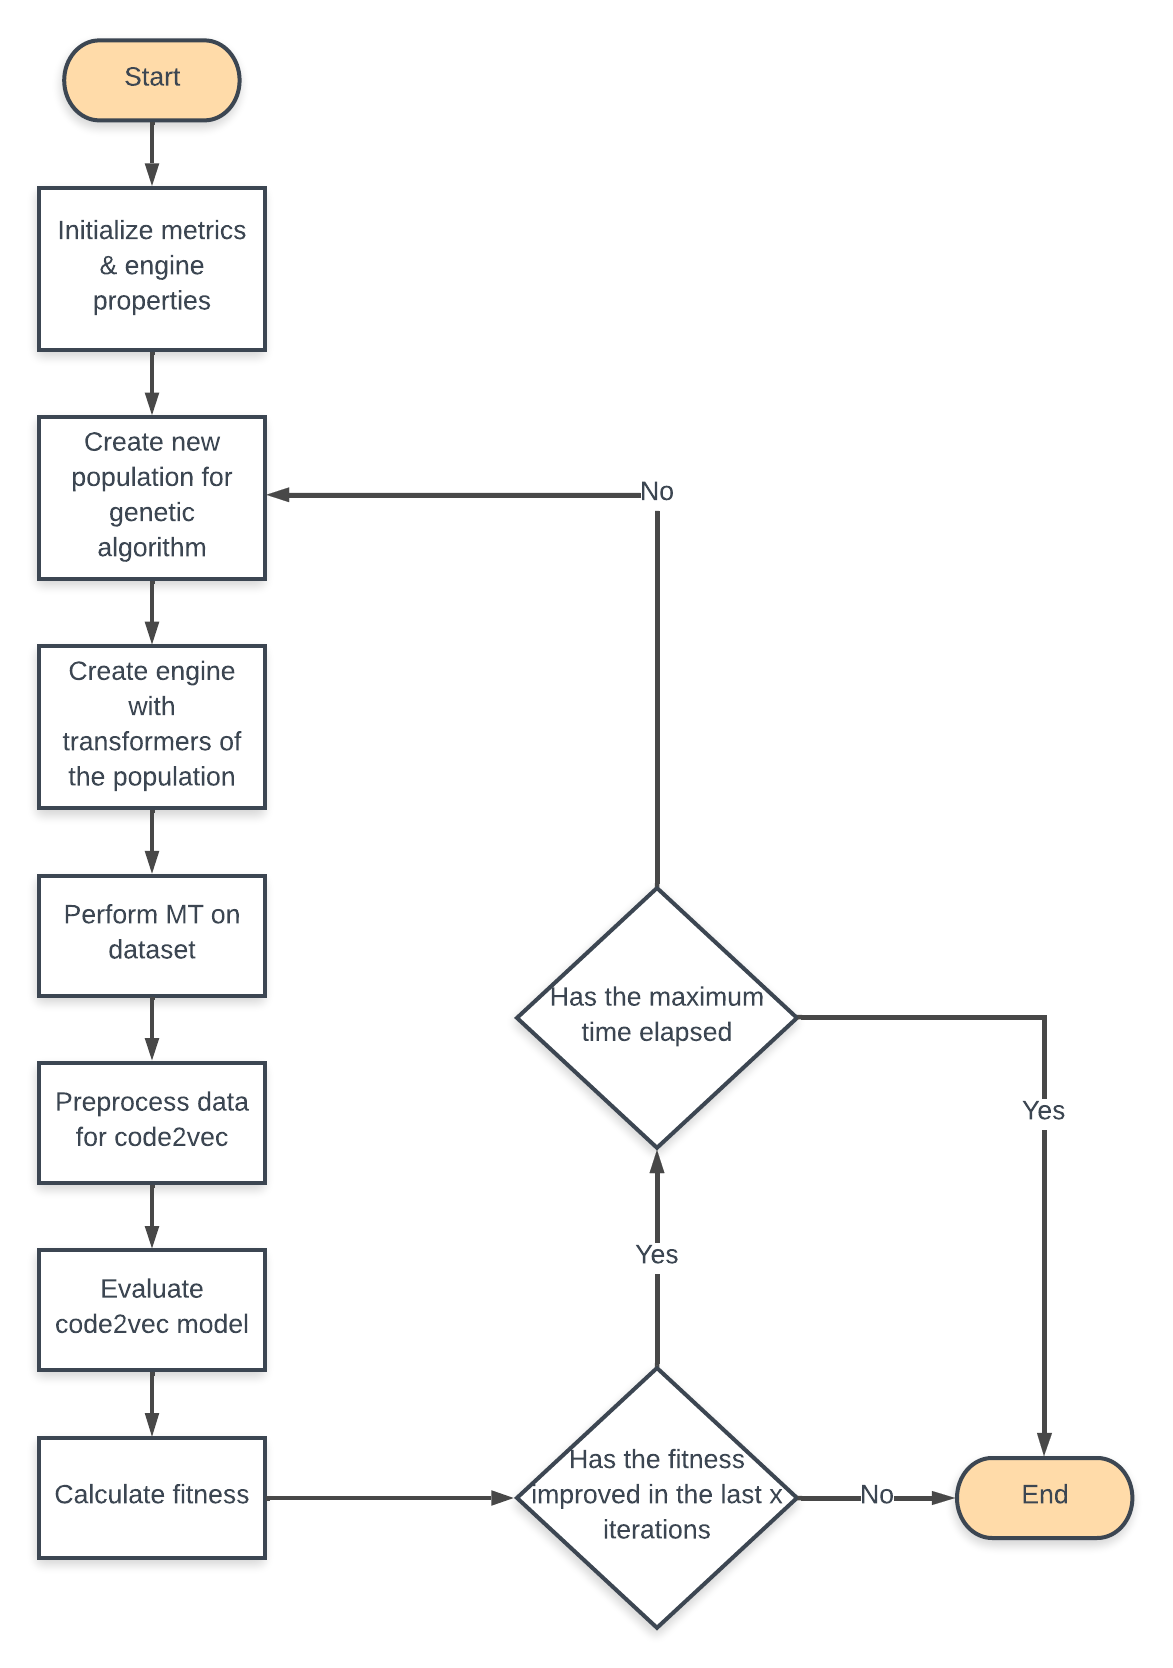 Start
Initialize metrics
& engine
properties
Create new
population for
genetic
algorithm
Create engine
with
transformers of
the population
Perform MT on
dataset
Preprocess data
for code2vec
Evaluate
code2vec model
Calculate fitness
Has the fitness
improved in the last x
iterations
No
End
Yes
Has the maximum
time elapsed
Yes
No